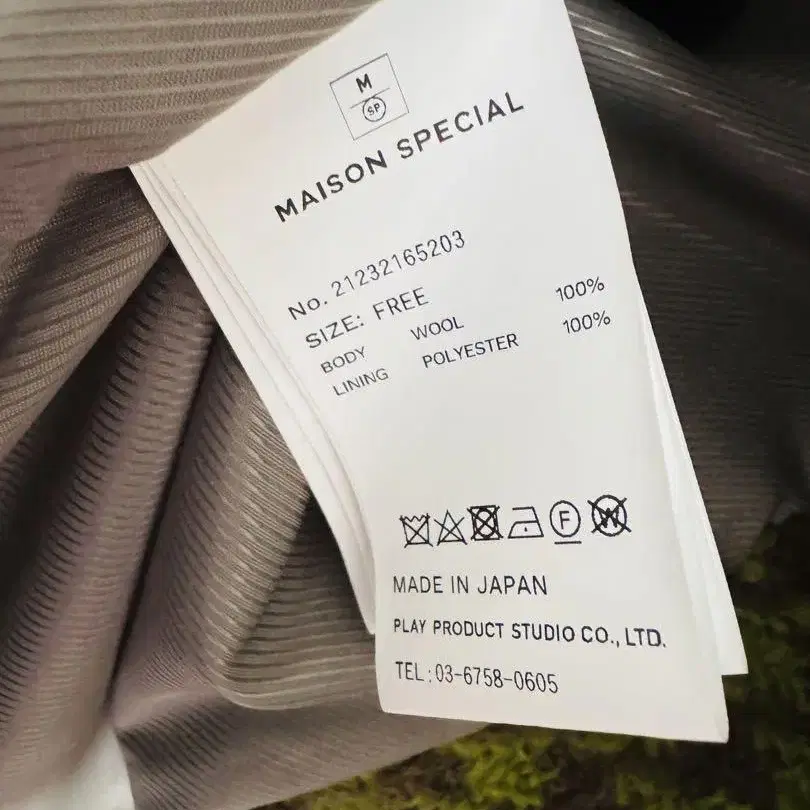 M
SP
MAISON SPECIAL
No. 21232165203
SIZE: FREE
BODY WOOL 100%
LINING POLYESTER 100%
F
W
MADE IN JAPAN
PLAY PRODUCT STUDIO CO., LTD.
TEL:03-6758-0605